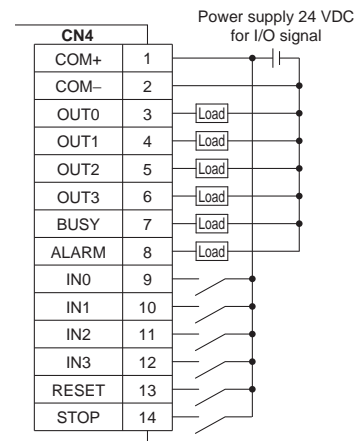 Power supply 24 VDC
for I/O signal
CN4
COM+ 1
COM− 2
OUT0 3 Load
OUT1 4 Load
OUT2 5 Load
OUT3 6 Load
BUSY 7 Load
ALARM 8 Load
IN0 9
IN1 10
IN2 11
IN3 12
RESET 13
STOP 14